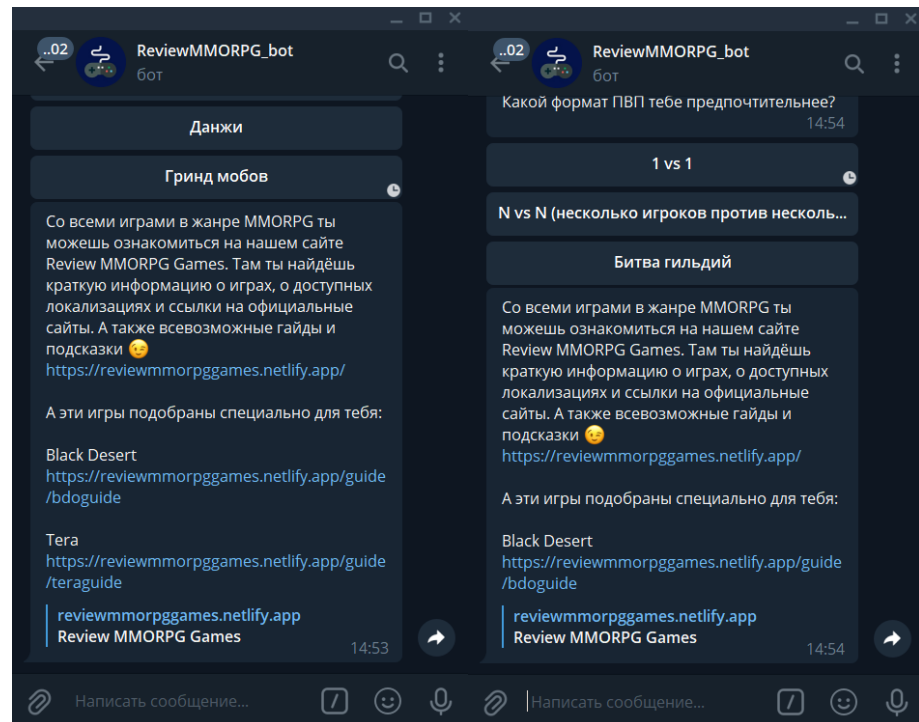 ..02
ReviewMMORPG_bot
бот
Данжи
Гринд мобов
Со всеми играми в жанре MMORPG ты
можешь ознакомиться на нашем сайте
Review MMORPG Games. Там ты найдёшь
краткую информацию о играх, о доступных
локализациях и ссылки на официальные
сайты. А также всевозможные гайды и
подсказки 😉
https://reviewmmorpggames.netlify.app/
А эти игры подобраны специально для тебя:
Black Desert
https://reviewmmorpggames.netlify.app/guide
/bdoguide
Tera
https://reviewmmorpggames.netlify.app/guide
/teraguide
reviewmmorpggames.netlify.app
Review MMORPG Games
14:53
Написать сообщение...
..02
ReviewMMORPG_bot
бот
Какой формат ПВП тебе предпочтительнее?
14:54
1 vs 1
N vs N (несколько игроков против несколь...
Битва гильдий
Со всеми играми в жанре MMORPG ты
можешь ознакомиться на нашем сайте
Review MMORPG Games. Там ты найдёшь
краткую информацию о играх, о доступных
локализациях и ссылки на официальные
сайты. А также всевозможные гайды и
подсказки 😉
https://reviewmmorpggames.netlify.app/
А эти игры подобраны специально для тебя:
Black Desert
https://reviewmmorpggames.netlify.app/guide
/bdoguide
reviewmmorpggames.netlify.app
Review MMORPG Games
14:54
Написать сообщение...